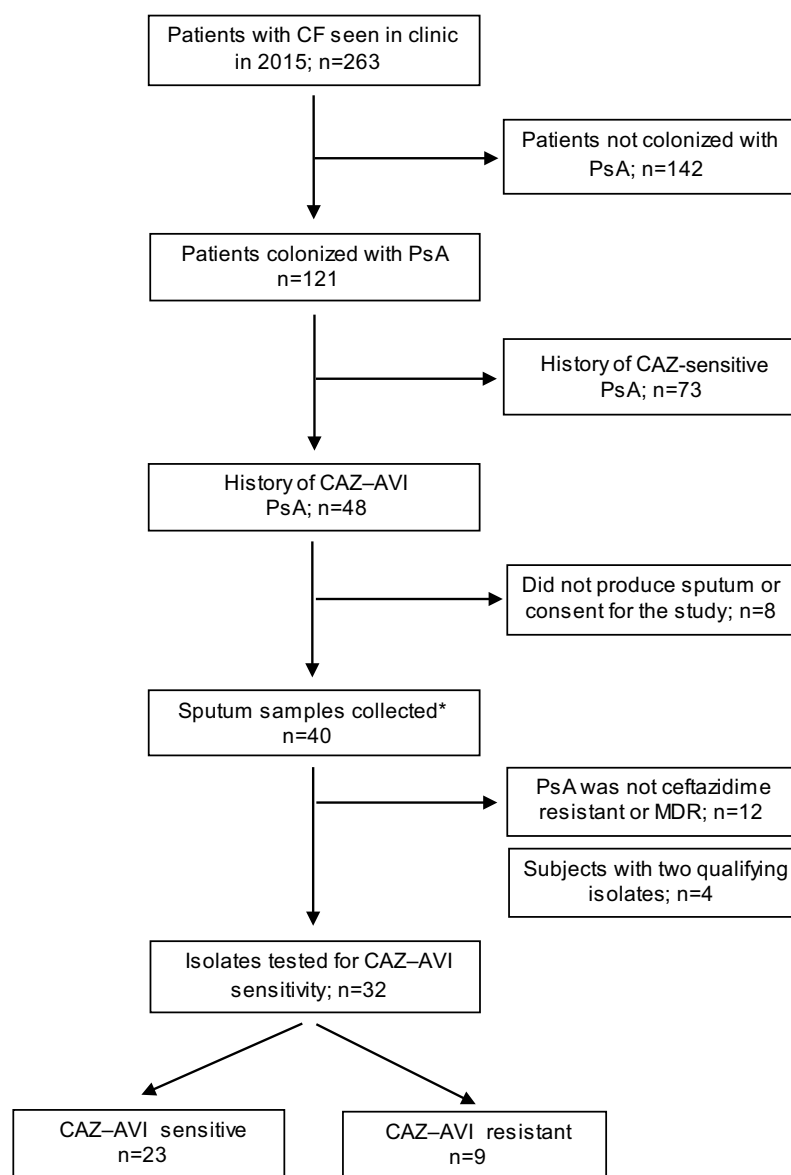 Patients with CF seen in clinic
in 2015; n=263
Patients not colonized with
PsA; n=142
Patients colonized with PsA
n=121
History of CAZ-sensitive
PsA; n=73
History of CAZ–AVI
PsA; n=48
Did not produce sputum or
consent for the study; n=8
Sputum samples collected*
n=40
PsA was not ceftazidime
resistant or MDR; n=12
Subjects with two qualifying
isolates; n=4
Isolates tested for CAZ–AVI
sensitivity; n=32
CAZ–AVI sensitive
n=23
CAZ–AVI resistant
n=9